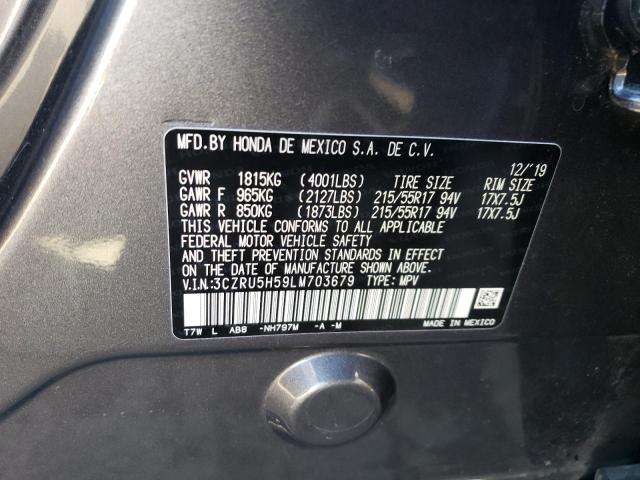 MFD.BY HONDA DE MEXICO S.A. DE C.V.
12/'19
GVWR 1815KG (4001LBS) TIRE SIZE RIM SIZE
GAWR F 965KG (2127LBS) 215/55R17 94V 17X7.5J
GAWR R 850KG (1873LBS) 215/55R17 94V 17X7.5J
THIS VEHICLE CONFORMS TO ALL APPLICABLE
FEDERAL MOTOR VEHICLE SAFETY
AND THEFT PREVENTION STANDARDS IN EFFECT
ON THE DATE OF MANUFACTURE SHOWN ABOVE.
V.I.N.:3CZRU5H59LM703679 TYPE: MPV
T7W L AB8 -NH797M -A -M
MADE IN MEXICO